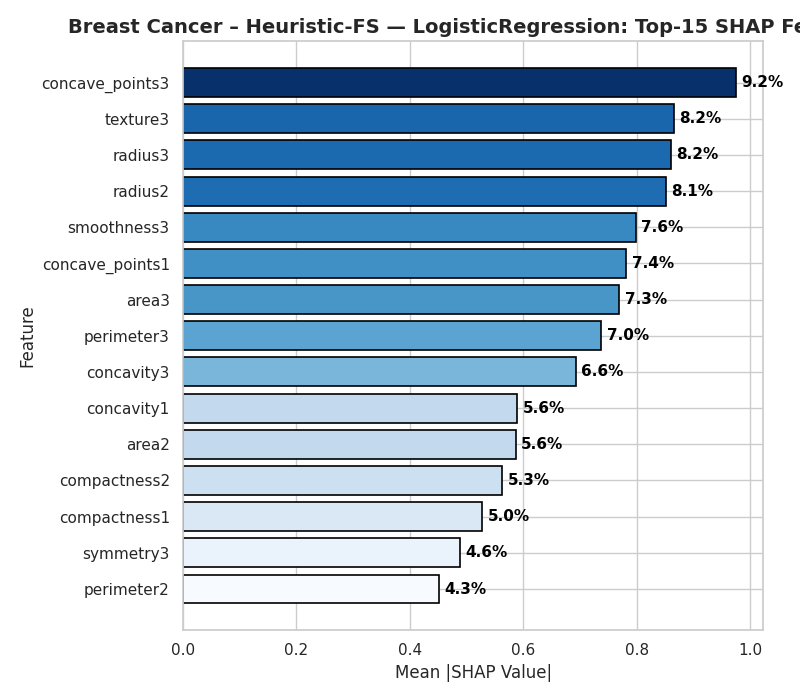 Breast Cancer – Heuristic-FS — LogisticRegression: Top-15 SHAP Fe
concave_points3 9.2%
texture3 8.2%
radius3 8.2%
radius2 8.1%
smoothness3 7.6%
concave_points1 7.4%
area3 7.3%
perimeter3 7.0%
concavity3 6.6%
concavity1 5.6%
area2 5.6%
compactness2 5.3%
compactness1 5.0%
symmetry3 4.6%
perimeter2 4.3%
Feature
0.0 0.2 0.4 0.6 0.8 1.0
Mean |SHAP Value|